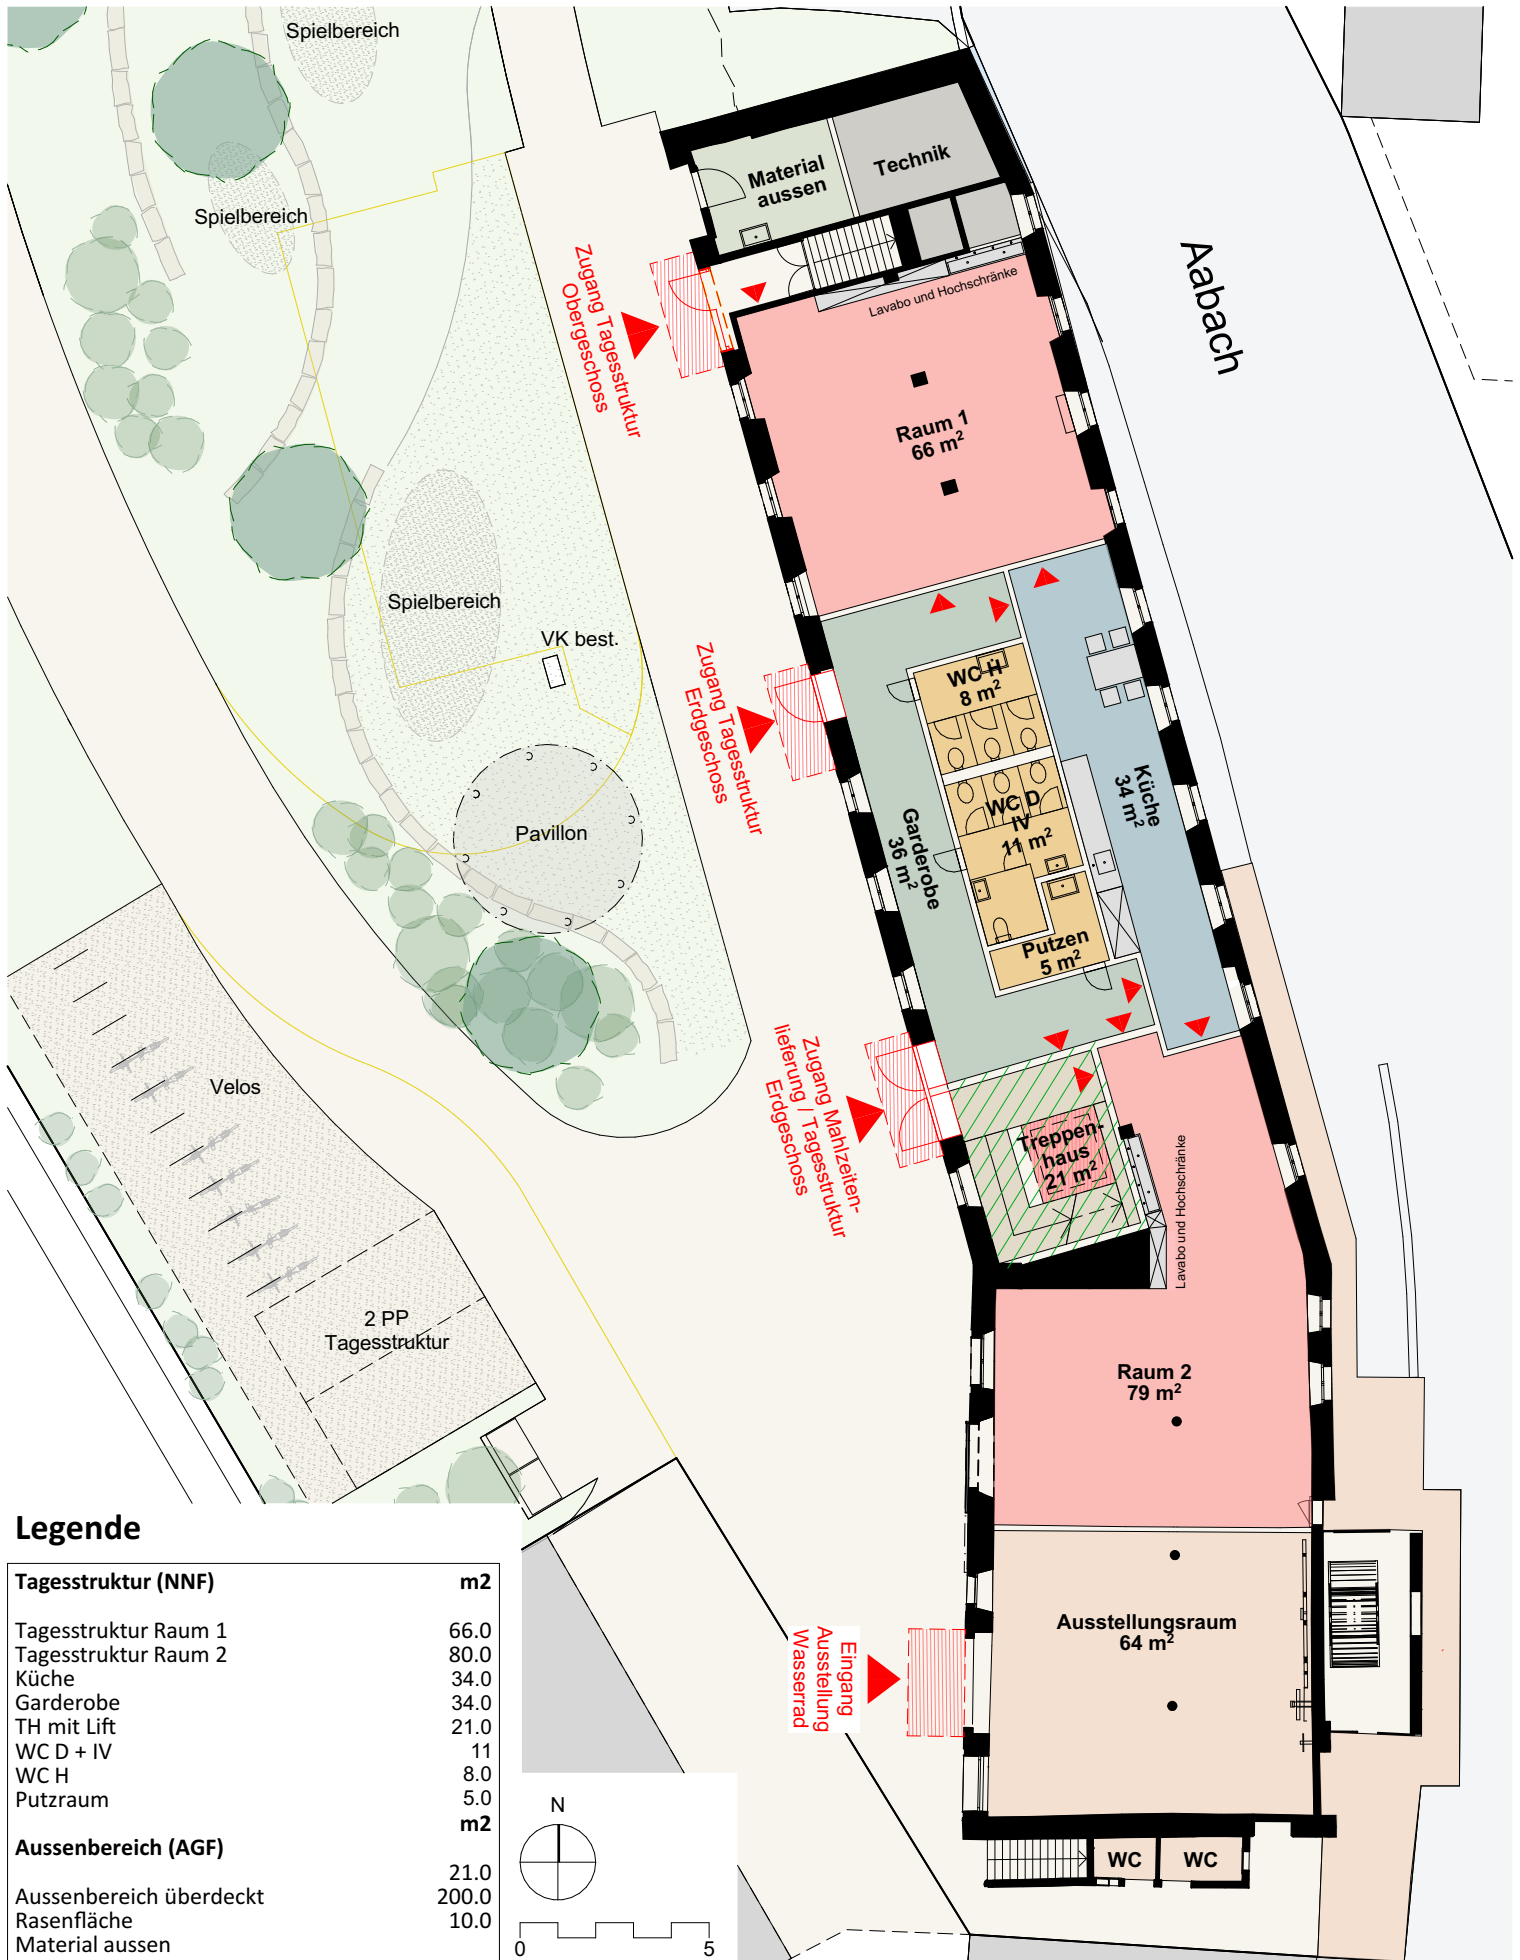 Spielbereich
Spielbereich
Material
aussen
Technik
Zugang Tagesstruktur
Obergeschoss
Lavabo und Hochschränke
Aabach
Raum 1
66 m²
Spielbereich
VK best.
Zugang Tagesstruktur
Erdgeschoss
WC H
8 m²
Küche
34 m²
WC D
IV
11 m²
Garderobe
36 m²
Pavillon
Putzen
5 m²
Zugang Mahlzeiten-
lieferung / Tagesstruktur
Erdgeschoss
Velos
Treppen-
haus
21 m²
Lavabo und Hochschränke
2 PP
Tagesstruktur
Raum 2
79 m²
Ausstellungsraum
64 m²
Eingang
Ausstellung
Wasserrad
WC
WC
Legende
Tagesstruktur (NNF) m2
Tagesstruktur Raum 1 66.0
Tagesstruktur Raum 2 80.0
Küche 34.0
Garderobe 34.0
TH mit Lift 21.0
WC D + IV 11
WC H 8.0
Putzraum 5.0
m2
Aussenbereich (AGF)
21.0
Aussenbereich überdeckt 200.0
Rasenfläche 10.0
Material aussen
N
0 5